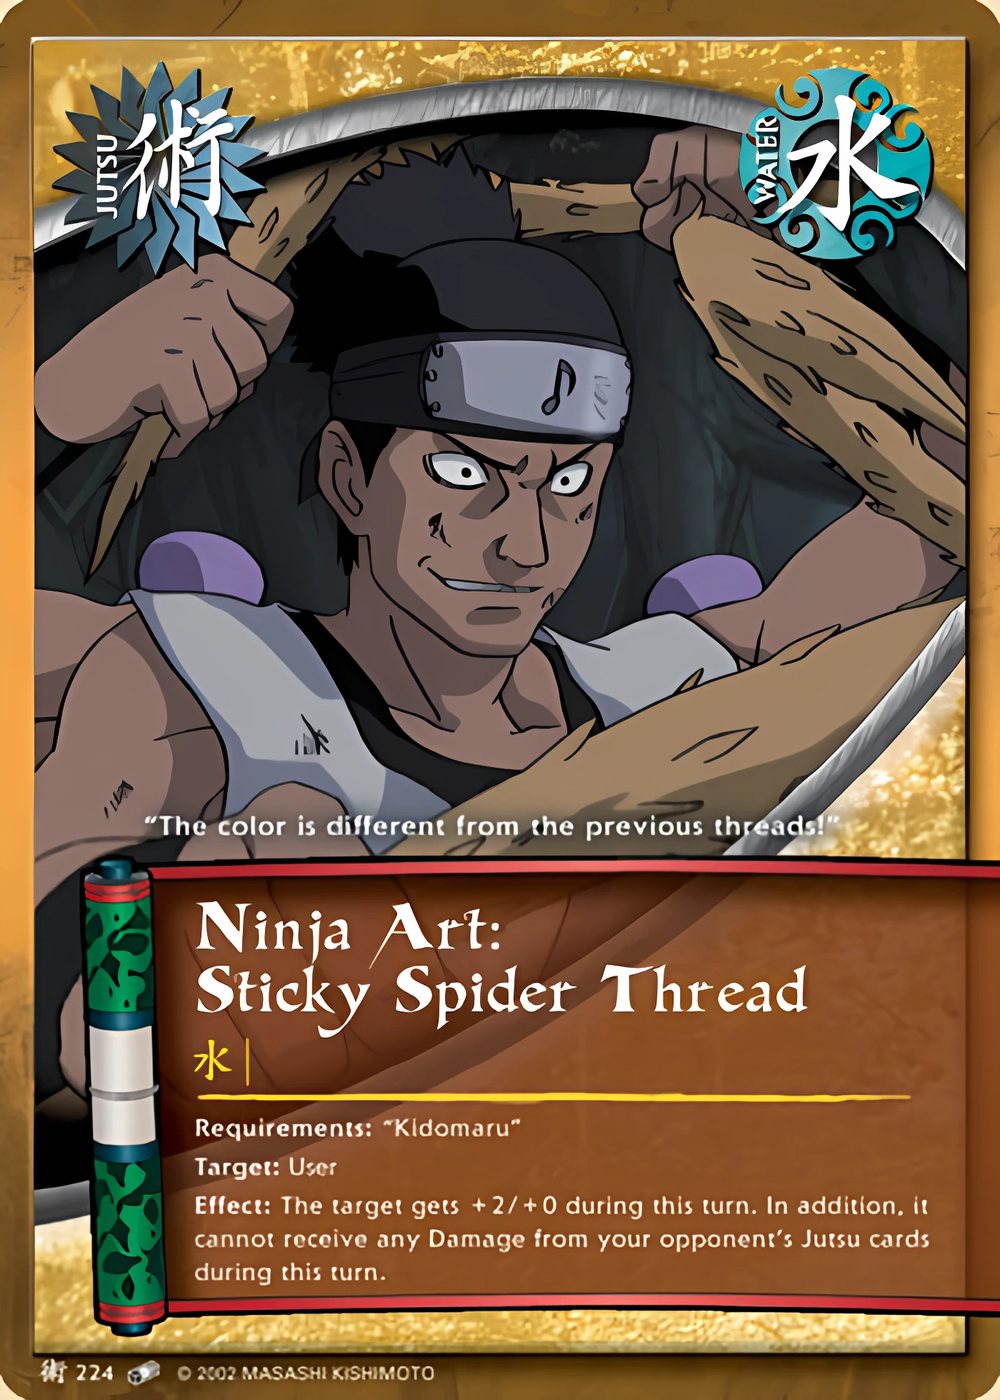 JUTSU 術
WATER 水
“The color is different from the previous threads!”
Ninja Art:
Sticky Spider Thread
水
Requirements: “Kidomaru”
Target: User
Effect: The target gets +2/+0 during this turn. In addition, it
cannot receive any Damage from your opponent's Jutsu cards
during this turn.
術 224 © 2002 MASASHI KISHIMOTO